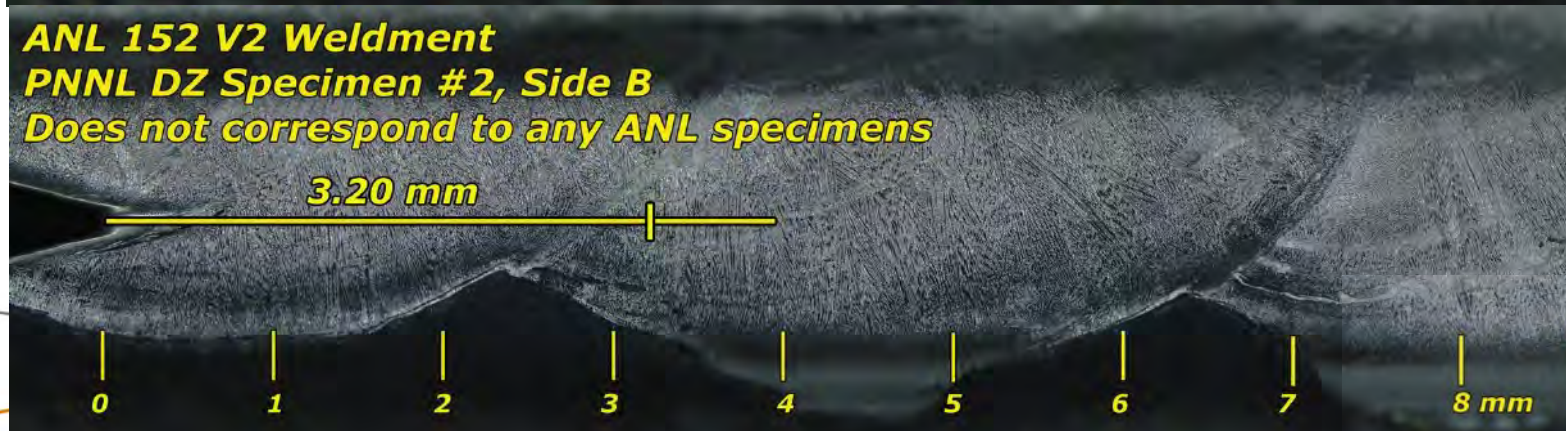 ANL 152 V2 Weldment
PNNL DZ Specimen #2, Side B
Does not correspond to any ANL specimens
3.20 mm
0 1 2 3 4 5 6 7 8 mm